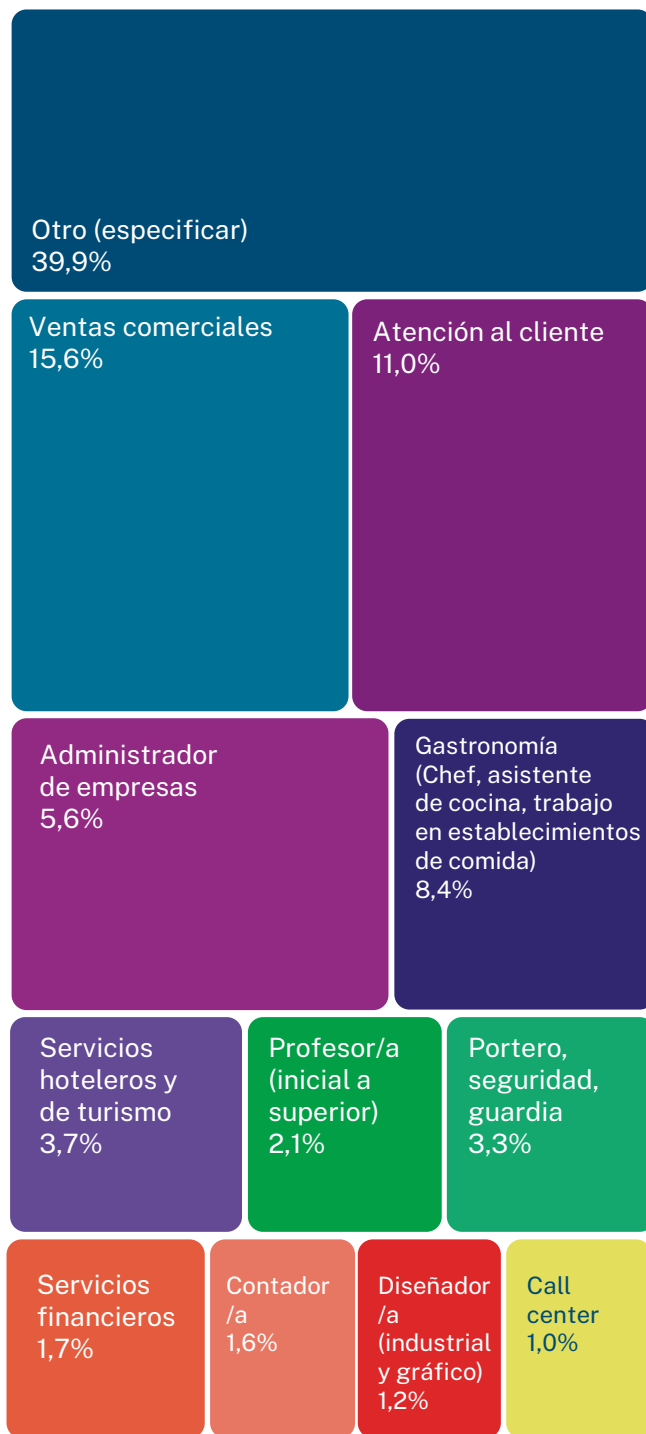 Otro (especificar)
39,9%
Ventas comerciales
15,6%
Atención al cliente
11,0%
Administrador
de empresas
5,6%
Gastronomía
(Chef, asistente
de cocina, trabajo
en establecimientos
de comida)
8,4%
Servicios
hoteleros y
de turismo
3,7%
Profesor/a
(inicial a
superior)
2,1%
Portero,
seguridad,
guardia
3,3%
Servicios
financieros
1,7%
Contador
/a
1,6%
Diseñador
/a
(industrial
y gráfico)
1,2%
Call
center
1,0%